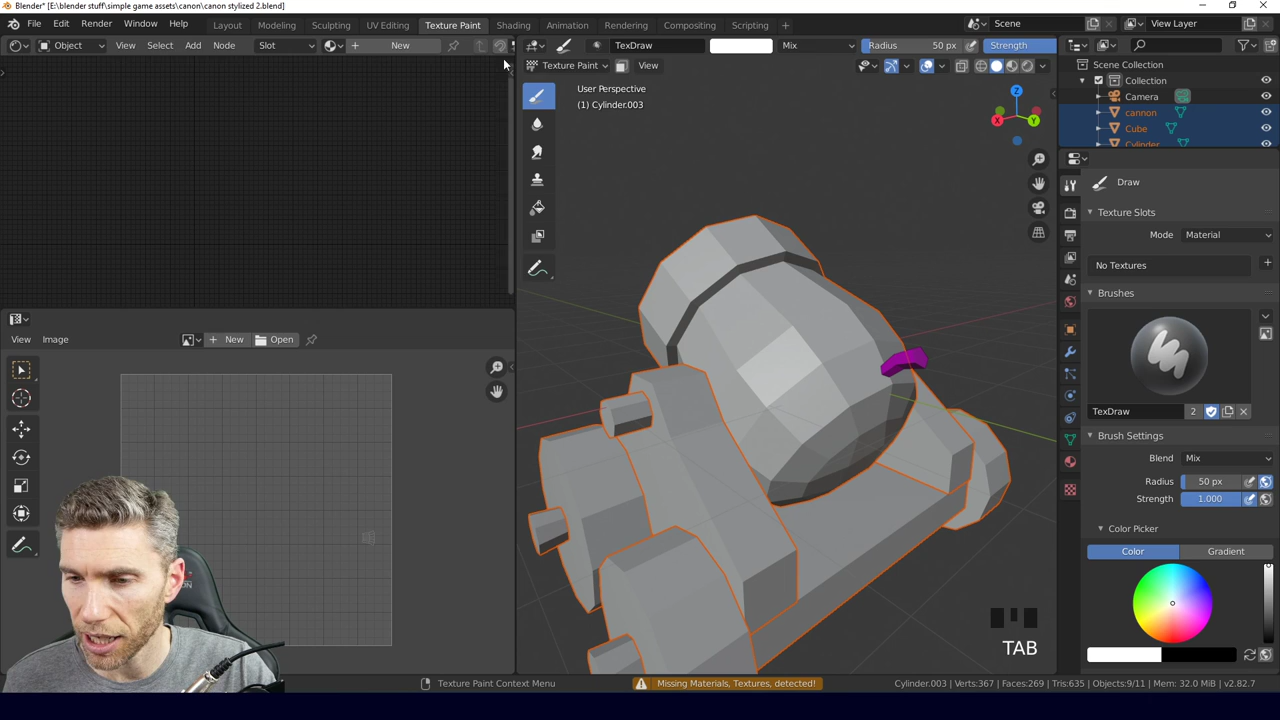 Blender* [E:\blender stuff\simple game assets\canon\canon stylized 2.blend]
File Edit Render Window Help Layout Modeling Sculpting UV Editing Texture Paint Shading Animation Rendering Compositing Scripting Scene View Layer
Object View Select Add Node Slot New TexDraw Mix Radius 50 px Strength
Texture Paint View
Scene Collection
Collection
Camera
cannon
Cube
Cylinder
User Perspective
(1) Cylinder.003
X Y Z
Draw
Texture Slots
Mode Material
No Textures
Brushes
TexDraw 2
Brush Settings
Blend Mix
Radius 50 px
Strength 1.000
Color Picker
Color Gradient
View Image New Open
TAB
Texture Paint Context Menu Missing Materials, Textures, detected! Cylinder.003 | Verts:367 | Faces:269 | Tris:635 | Objects:9/11 | Mem: 32.0 MiB | v2.82.7